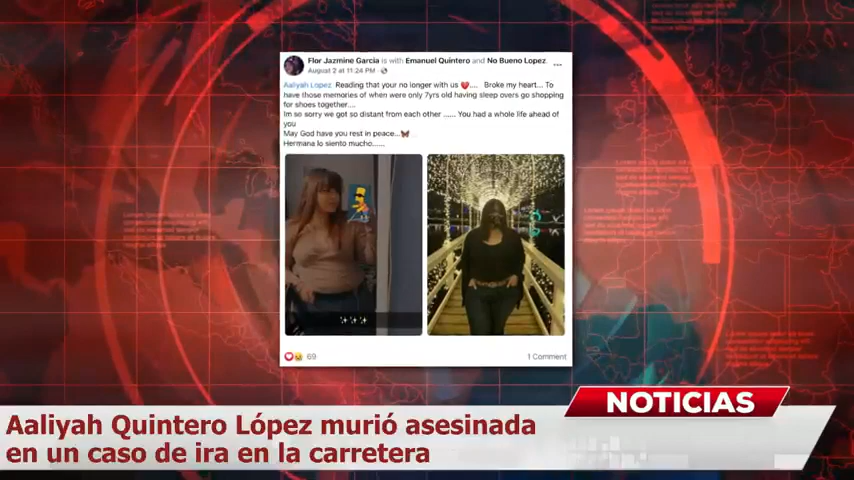 Flor Jazmine Garcia is with Emanuel Quintero and No Bueno Lopez.
August 2 at 11:24 PM
Aaliyah Lopez Reading that your no longer with us 💔.... Broke my heart... To
have those memories of when were only 7yrs old having sleep overs go shopping
for shoes together....
Im so sorry we got so distant from each other ...... You had a whole life ahead of
you
May God have you rest in peace...🦋
Hermana lo siento mucho......
69
1 Comment
NOTICIAS
Aaliyah Quintero López murió asesinada
en un caso de ira en la carretera